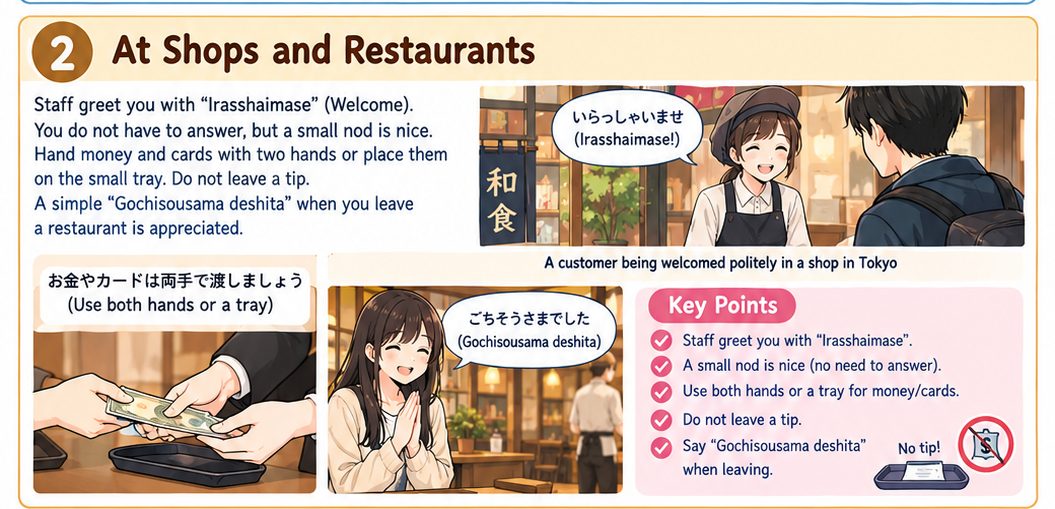 2 At Shops and Restaurants
Staff greet you with “Irasshaimase” (Welcome).
You do not have to answer, but a small nod is nice.
Hand money and cards with two hands or place them
on the small tray. Do not leave a tip.
A simple “Gochisousama deshita” when you leave
a restaurant is appreciated.
いらっしゃいませ
(Irasshaimase!)
和食
A customer being welcomed politely in a shop in Tokyo
お金やカードは両手で渡しましょう
(Use both hands or a tray)
ごちそうさまでした
(Gochisousama deshita)
Key Points
Staff greet you with “Irasshaimase”.
A small nod is nice (no need to answer).
Use both hands or a tray for money/cards.
Do not leave a tip.
Say “Gochisousama deshita”
when leaving.
No tip!
$